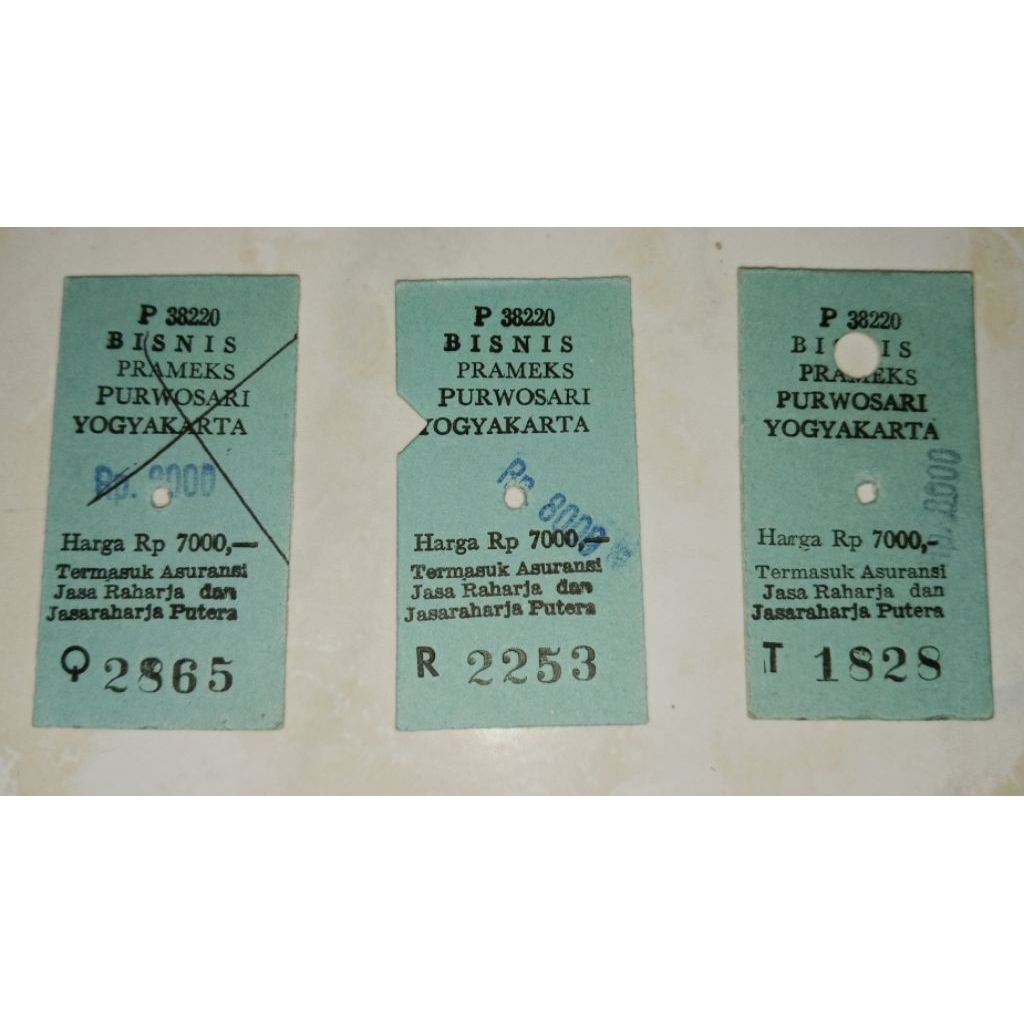 P 38220
BISNIS
PRAMEKS
PURWOSARI
YOGYAKARTA
Rp. 8000
Harga Rp 7000,—
Termasuk Asuransi
Jasa Raharja dan
Jasaraharja Putera
Q 2865
P 38220
BISNIS
PRAMEKS
PURWOSARI
YOGYAKARTA
Rp. 8000
Harga Rp 7000,—
Termasuk Asuransi
Jasa Raharja dan
Jasaraharja Putera
R 2253
P 38220
BI IS
PRAMEKS
PURWOSARI
YOGYAKARTA
Harga Rp 7000,-
Termasuk Asuransi
Jasa Raharja dan
Jasaraharja Putera
T 1828